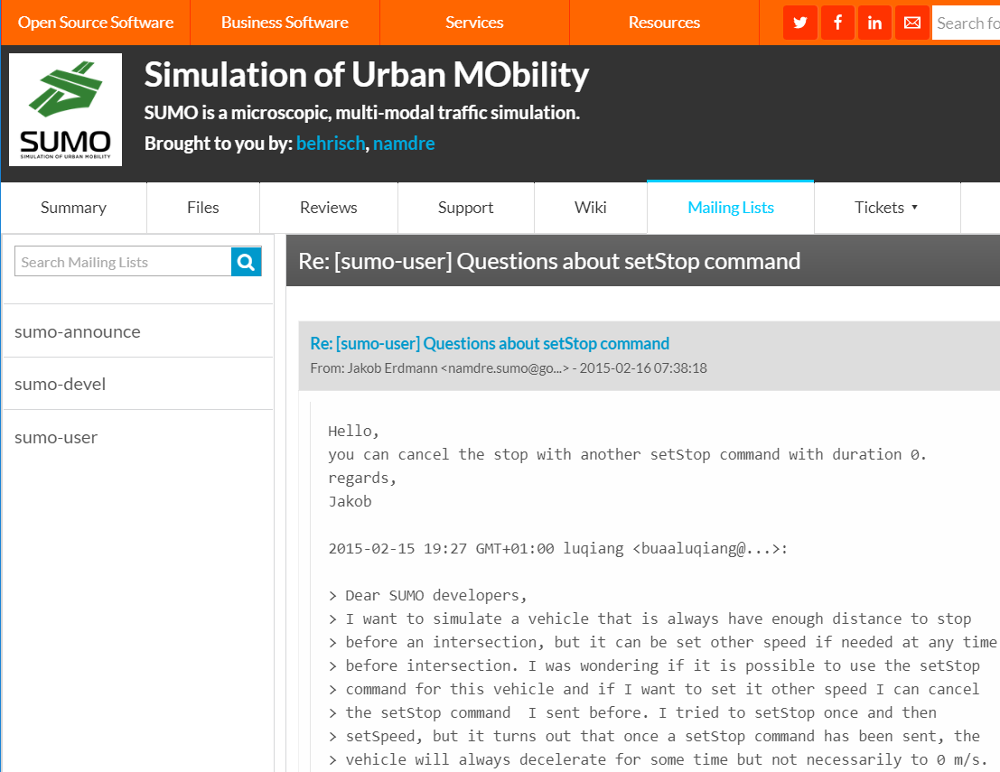 Open Source Software Business Software Services Resources Search fo
SUMO
SIMULATION OF URBAN MOBILITY
Simulation of Urban MObility
SUMO is a microscopic, multi-modal traffic simulation.
Brought to you by: behrisch, namdre
Summary Files Reviews Support Wiki Mailing Lists Tickets ▼
Search Mailing Lists
sumo-announce
sumo-devel
sumo-user
Re: [sumo-user] Questions about setStop command
Re: [sumo-user] Questions about setStop command
From: Jakob Erdmann <namdre.sumo@go...> - 2015-02-16 07:38:18
Hello,
you can cancel the stop with another setStop command with duration 0.
regards,
Jakob
2015-02-15 19:27 GMT+01:00 luqiang <buaaluqiang@...>:
> Dear SUMO developers,
> I want to simulate a vehicle that is always have enough distance to stop
> before an intersection, but it can be set other speed if needed at any time
> before intersection. I was wondering if it is possible to use the setStop
> command for this vehicle and if I want to set it other speed I can cancel
> the setStop command  I sent before. I tried to setStop once and then
> setSpeed, but it turns out that once a setStop command has been sent, the
> vehicle will always decelerate for some time but not necessarily to 0 m/s.